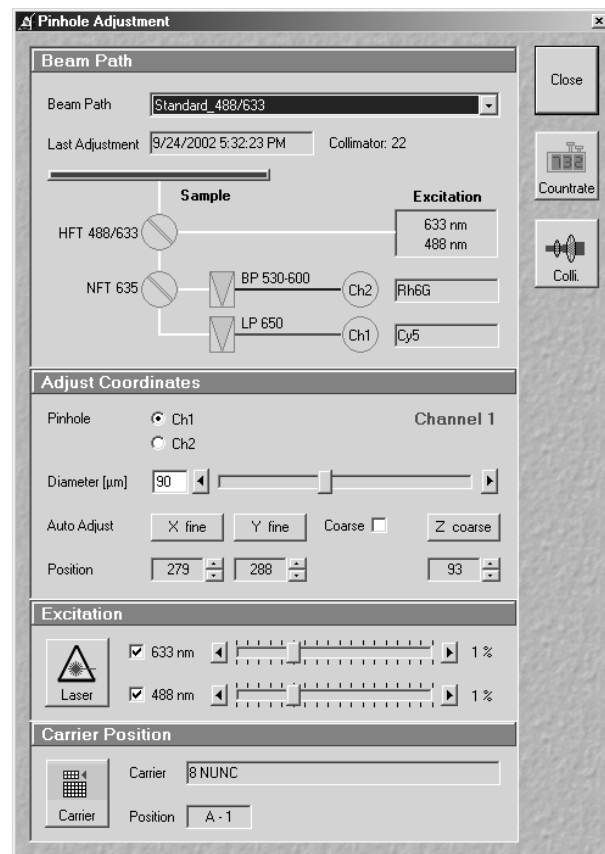 Pinhole Adjustment
Beam Path
Close
Beam Path Standard_488/633
Last Adjustment 9/24/2002 5:32:23 PM Collimator: 22
732
Countrate
Sample Excitation
633 nm
HFT 488/633
488 nm
Colli.
NFT 635 BP 530-600 Ch2 Rh6G
LP 650 Ch1 Cy5
Adjust Coordinates
Pinhole Ch1 Channel 1
Ch2
Diameter [µm] 90
Auto Adjust X fine Y fine Coarse Z coarse
Position 279 288 93
Excitation
633 nm 1 %
Laser 488 nm 1 %
Carrier Position
Carrier 8 NUNC
Carrier Position A - 1